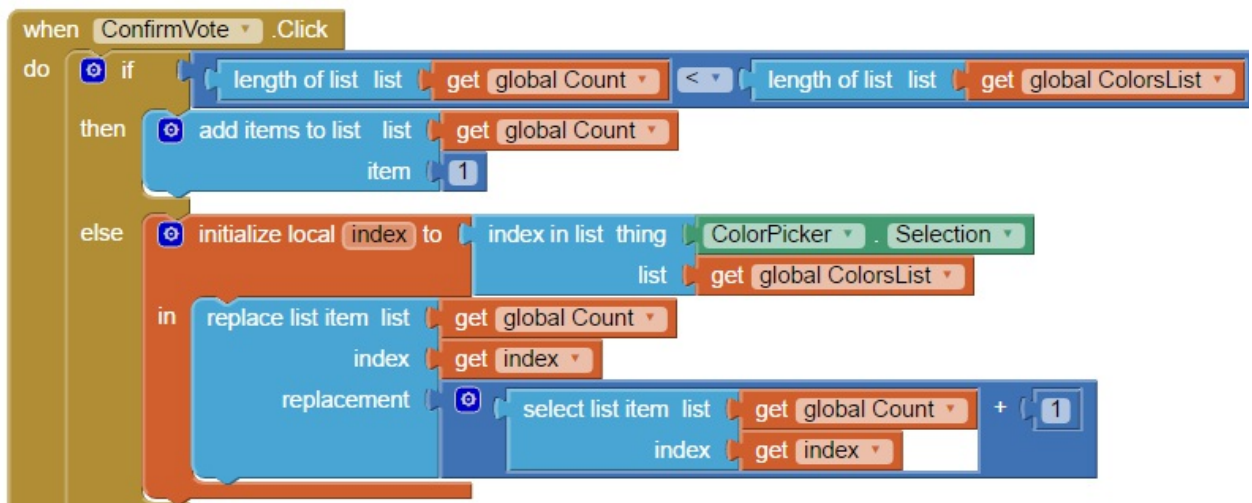 when ConfirmVote .Click
do if length of list list get global Count < length of list list get global ColorsList
then add items to list list get global Count
item 1
else initialize local index to index in list thing ColorPicker . Selection
list get global ColorsList
in replace list item list get global Count
index get index
replacement select list item list get global Count + 1
index get index